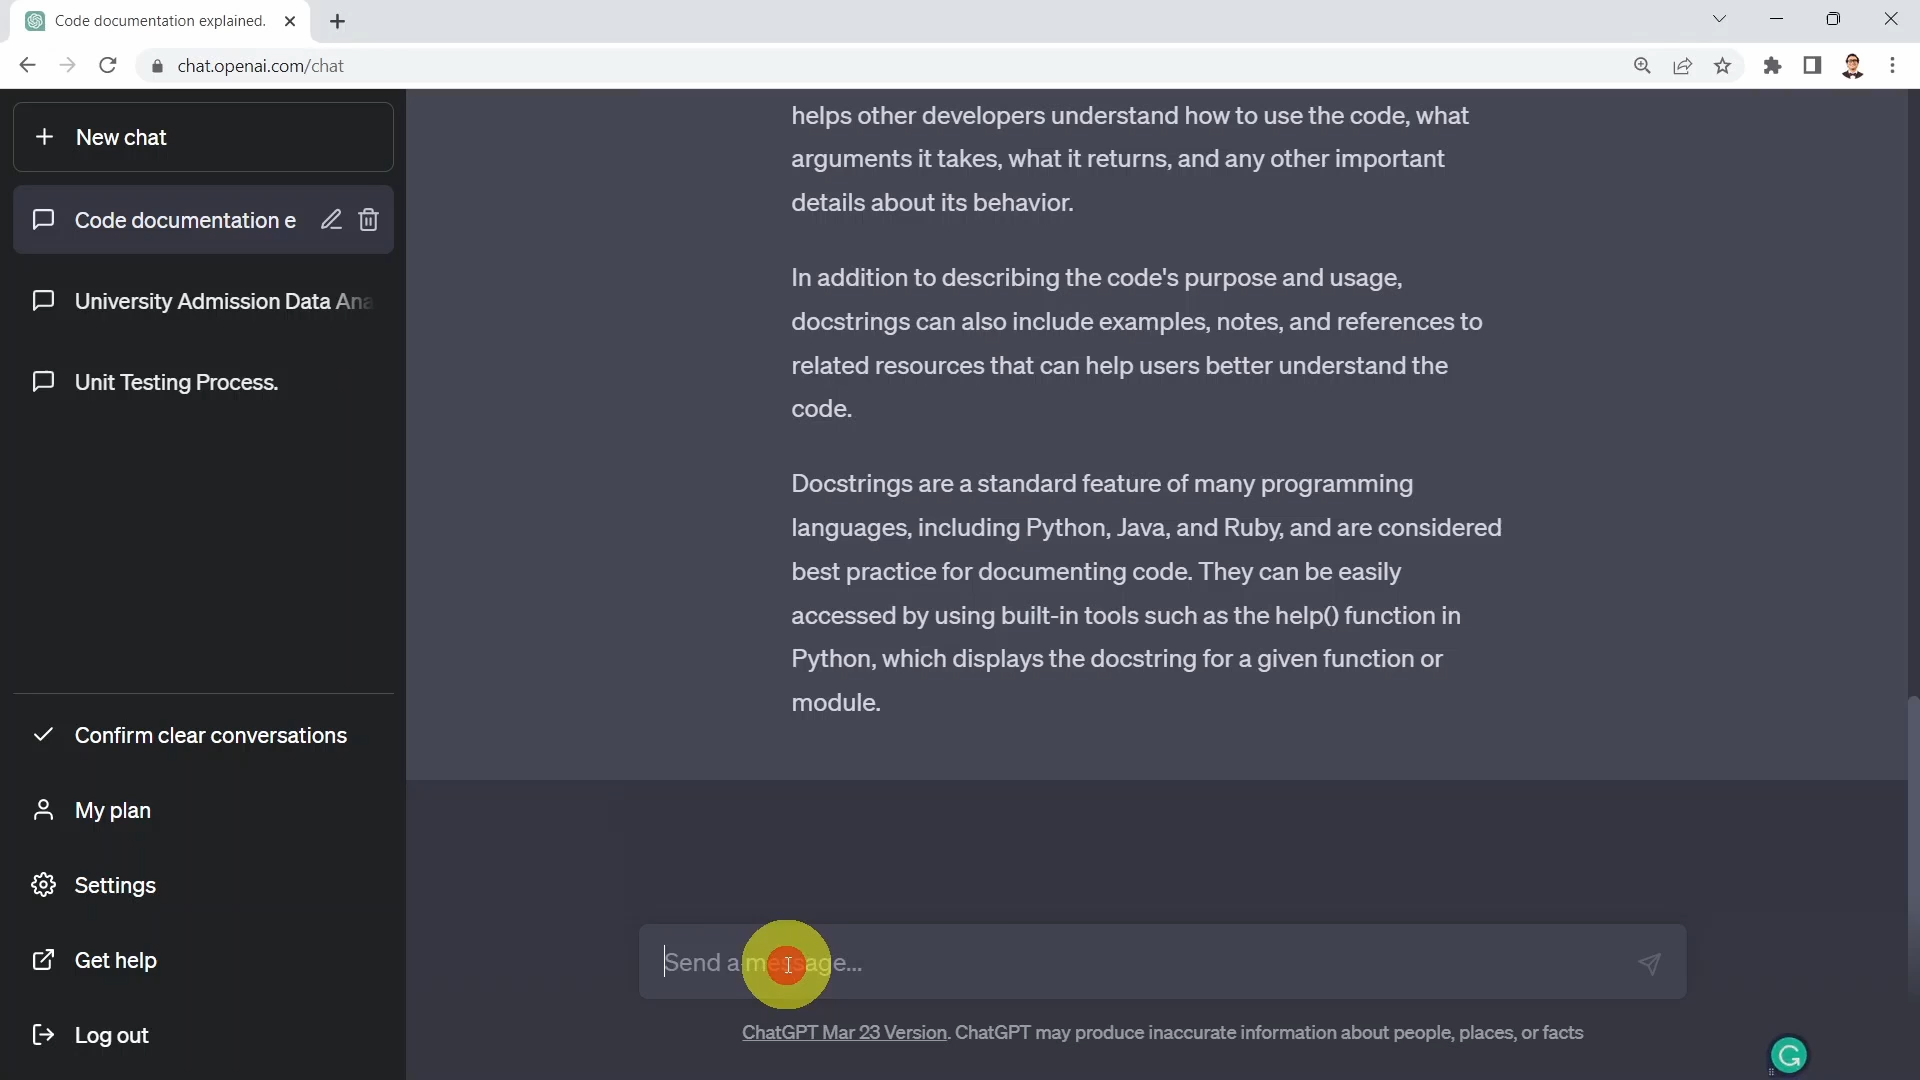 Code documentation explained.
chat.openai.com/chat
New chat
Code documentation e
University Admission Data Ana
Unit Testing Process.
Confirm clear conversations
My plan
Settings
Get help
Log out
helps other developers understand how to use the code, what
arguments it takes, what it returns, and any other important
details about its behavior.
In addition to describing the code's purpose and usage,
docstrings can also include examples, notes, and references to
related resources that can help users better understand the
code.
Docstrings are a standard feature of many programming
languages, including Python, Java, and Ruby, and are considered
best practice for documenting code. They can be easily
accessed by using built-in tools such as the help() function in
Python, which displays the docstring for a given function or
module.
Send a message...
ChatGPT Mar 23 Version. ChatGPT may produce inaccurate information about people, places, or facts